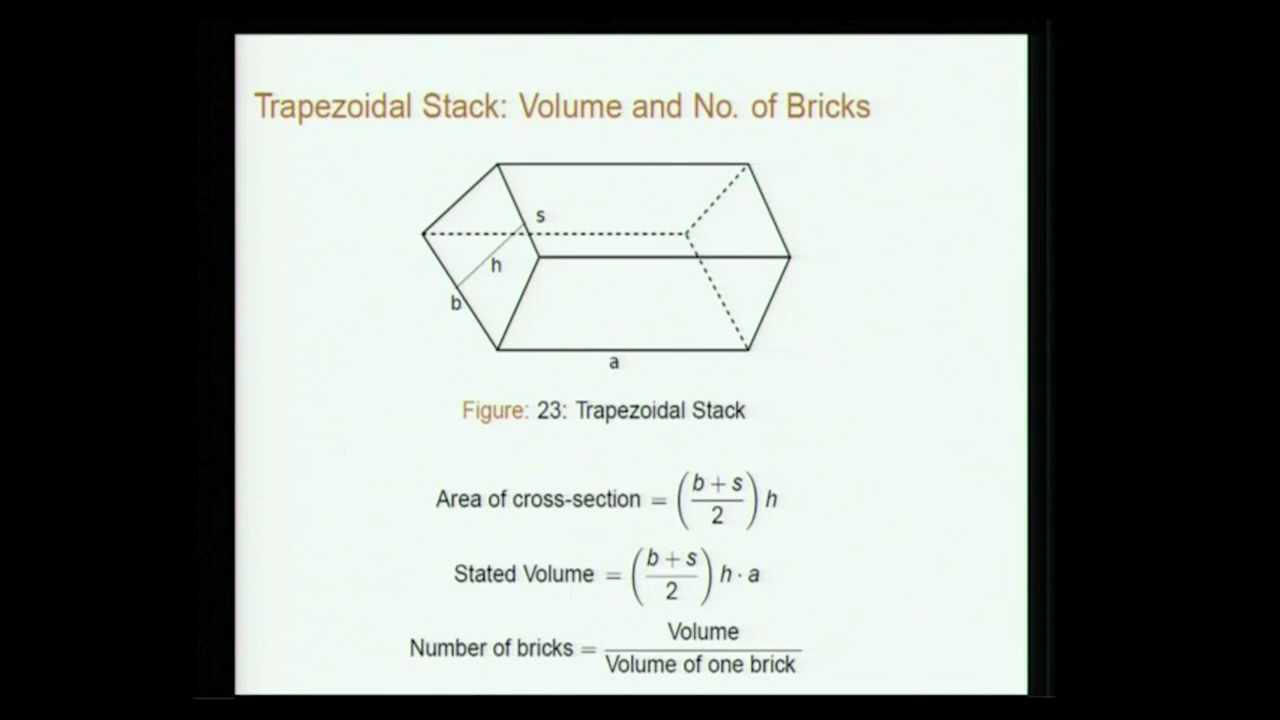 Trapezoidal Stack: Volume and No. of Bricks
s
h
b
a
Figure: 23: Trapezoidal Stack
Area of cross-section = ((b + s)/2) h
Stated Volume = ((b + s)/2) h · a
Number of bricks = Volume / Volume of one brick